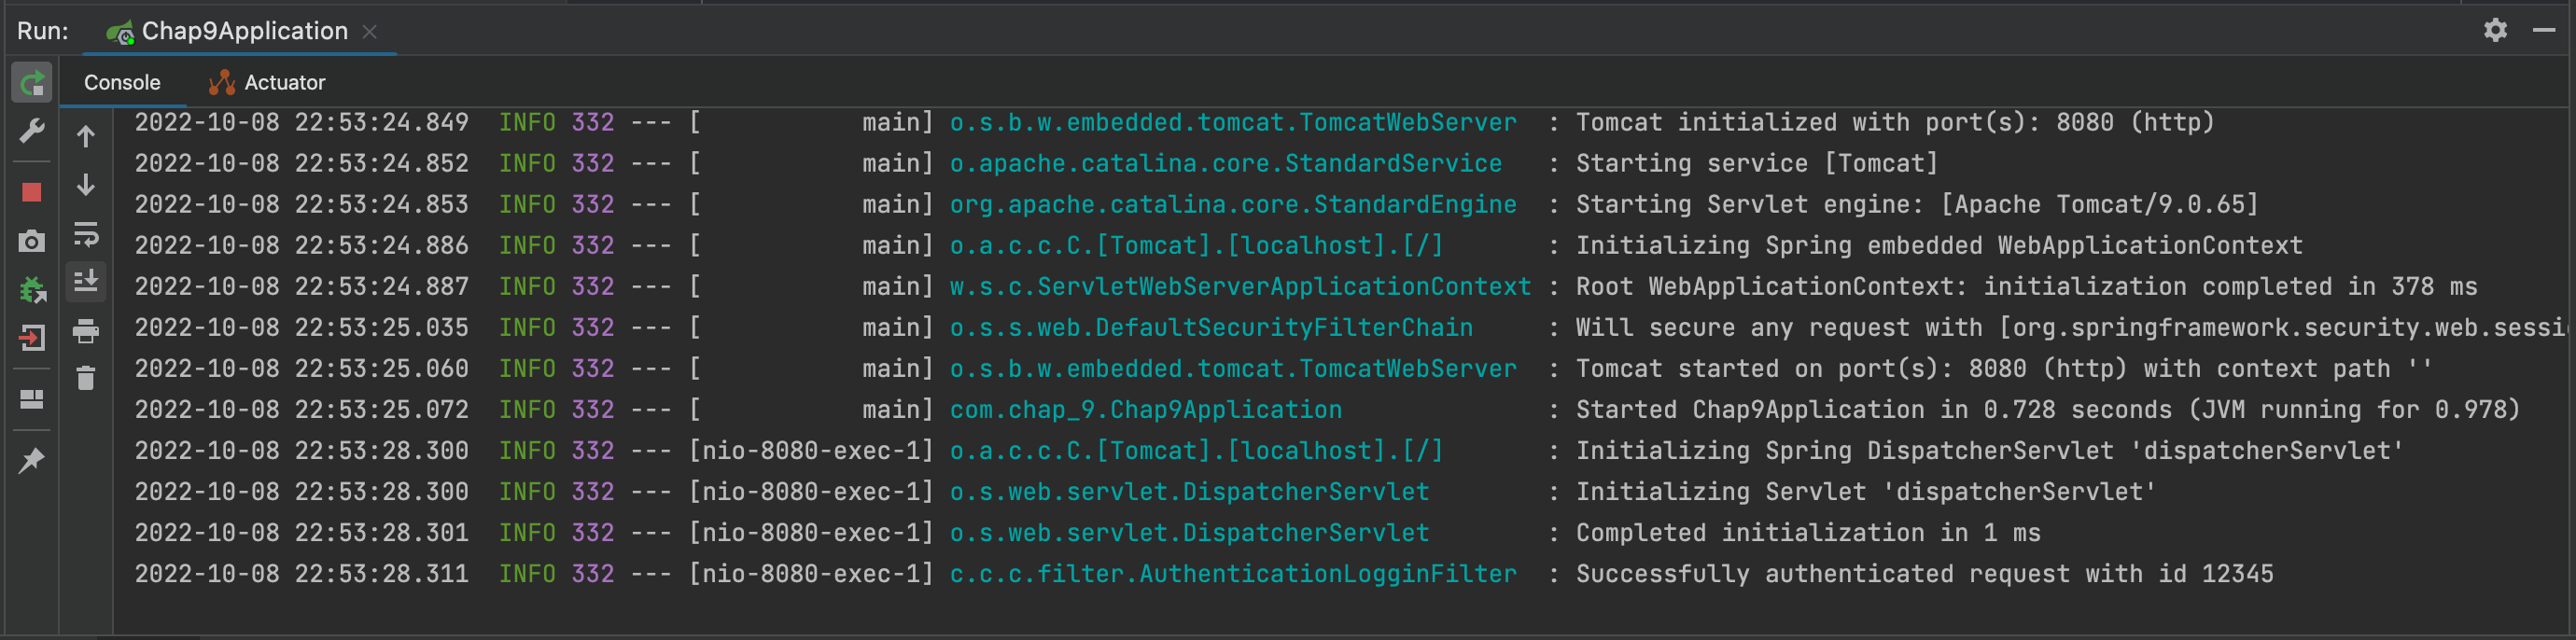 Run: Chap9Application
Console Actuator
2022-10-08 22:53:24.849  INFO 332 --- [           main] o.s.b.w.embedded.tomcat.TomcatWebServer  : Tomcat initialized with port(s): 8080 (http)
2022-10-08 22:53:24.852  INFO 332 --- [           main] o.apache.catalina.core.StandardService   : Starting service [Tomcat]
2022-10-08 22:53:24.853  INFO 332 --- [           main] org.apache.catalina.core.StandardEngine  : Starting Servlet engine: [Apache Tomcat/9.0.65]
2022-10-08 22:53:24.886  INFO 332 --- [           main] o.a.c.c.C.[Tomcat].[localhost].[/]       : Initializing Spring embedded WebApplicationContext
2022-10-08 22:53:24.887  INFO 332 --- [           main] w.s.c.ServletWebServerApplicationContext : Root WebApplicationContext: initialization completed in 378 ms
2022-10-08 22:53:25.035  INFO 332 --- [           main] o.s.s.web.DefaultSecurityFilterChain     : Will secure any request with [org.springframework.security.web.sessi
2022-10-08 22:53:25.060  INFO 332 --- [           main] o.s.b.w.embedded.tomcat.TomcatWebServer  : Tomcat started on port(s): 8080 (http) with context path ''
2022-10-08 22:53:25.072  INFO 332 --- [           main] com.chap_9.Chap9Application              : Started Chap9Application in 0.728 seconds (JVM running for 0.978)
2022-10-08 22:53:28.300  INFO 332 --- [nio-8080-exec-1] o.a.c.c.C.[Tomcat].[localhost].[/]       : Initializing Spring DispatcherServlet 'dispatcherServlet'
2022-10-08 22:53:28.300  INFO 332 --- [nio-8080-exec-1] o.s.web.servlet.DispatcherServlet        : Initializing Servlet 'dispatcherServlet'
2022-10-08 22:53:28.301  INFO 332 --- [nio-8080-exec-1] o.s.web.servlet.DispatcherServlet        : Completed initialization in 1 ms
2022-10-08 22:53:28.311  INFO 332 --- [nio-8080-exec-1] c.c.c.filter.AuthenticationLogginFilter  : Successfully authenticated request with id 12345